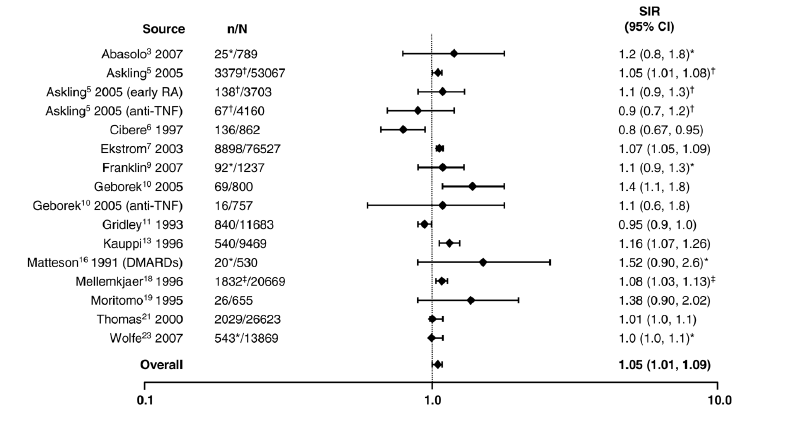 SIR
Source n/N (95% CI)
Abasolo³ 2007 25*/789 1.2 (0.8, 1.8)*
Askling⁵ 2005 3379†/53067 1.05 (1.01, 1.08)†
Askling⁵ 2005 (early RA) 138†/3703 1.1 (0.9, 1.3)†
Askling⁵ 2005 (anti-TNF) 67†/4160 0.9 (0.7, 1.2)†
Cibere⁶ 1997 136/862 0.8 (0.67, 0.95)
Ekstrom⁷ 2003 8898/76527 1.07 (1.05, 1.09)
Franklin⁹ 2007 92*/1237 1.1 (0.9, 1.3)*
Geborek¹⁰ 2005 69/800 1.4 (1.1, 1.8)
Geborek¹⁰ 2005 (anti-TNF) 16/757 1.1 (0.6, 1.8)
Gridley¹¹ 1993 840/11683 0.95 (0.9, 1.0)
Kauppi¹³ 1996 540/9469 1.16 (1.07, 1.26)
Matteson¹⁶ 1991 (DMARDs) 20*/530 1.52 (0.90, 2.6)*
Mellemkjaer¹⁸ 1996 1832‡/20669 1.08 (1.03, 1.13)‡
Moritomo¹⁹ 1995 26/655 1.38 (0.90, 2.02)
Thomas²¹ 2000 2029/26623 1.01 (1.0, 1.1)
Wolfe²³ 2007 543*/13869 1.0 (1.0, 1.1)*
Overall 1.05 (1.01, 1.09)
0.1 1.0 10.0